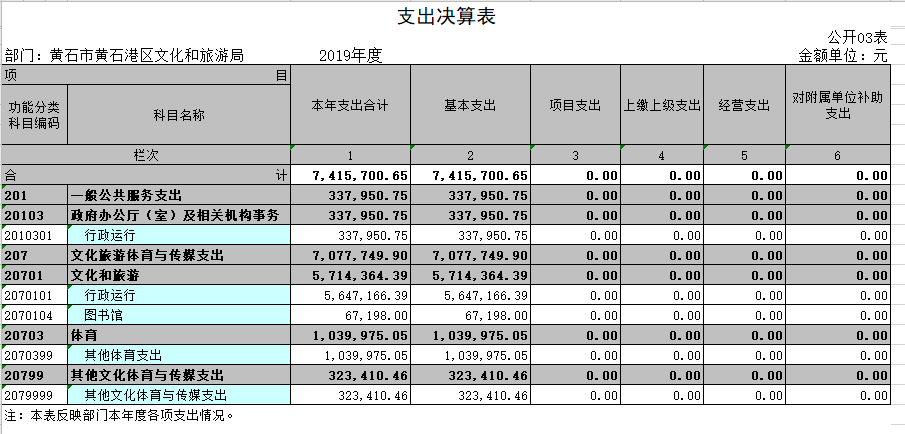 支出决算表
公开03表
部门：黄石市黄石港区文化和旅游局 2019年度 金额单位：元
项 目 本年支出合计 基本支出 项目支出 上缴上级支出 经营支出 对附属单位补助支出
功能分类科目编码 科目名称
栏次 1 2 3 4 5 6
合 计 7,415,700.65 7,415,700.65 0.00 0.00 0.00 0.00
201 一般公共服务支出 337,950.75 337,950.75 0.00 0.00 0.00 0.00
20103 政府办公厅（室）及相关机构事务 337,950.75 337,950.75 0.00 0.00 0.00 0.00
2010301 行政运行 337,950.75 337,950.75 0.00 0.00 0.00 0.00
207 文化旅游体育与传媒支出 7,077,749.90 7,077,749.90 0.00 0.00 0.00 0.00
20701 文化和旅游 5,714,364.39 5,714,364.39 0.00 0.00 0.00 0.00
2070101 行政运行 5,647,166.39 5,647,166.39 0.00 0.00 0.00 0.00
2070104 图书馆 67,198.00 67,198.00 0.00 0.00 0.00 0.00
20703 体育 1,039,975.05 1,039,975.05 0.00 0.00 0.00 0.00
2070399 其他体育支出 1,039,975.05 1,039,975.05 0.00 0.00 0.00 0.00
20799 其他文化体育与传媒支出 323,410.46 323,410.46 0.00 0.00 0.00 0.00
2079999 其他文化体育与传媒支出 323,410.46 323,410.46 0.00 0.00 0.00 0.00
注：本表反映部门本年度各项支出情况。